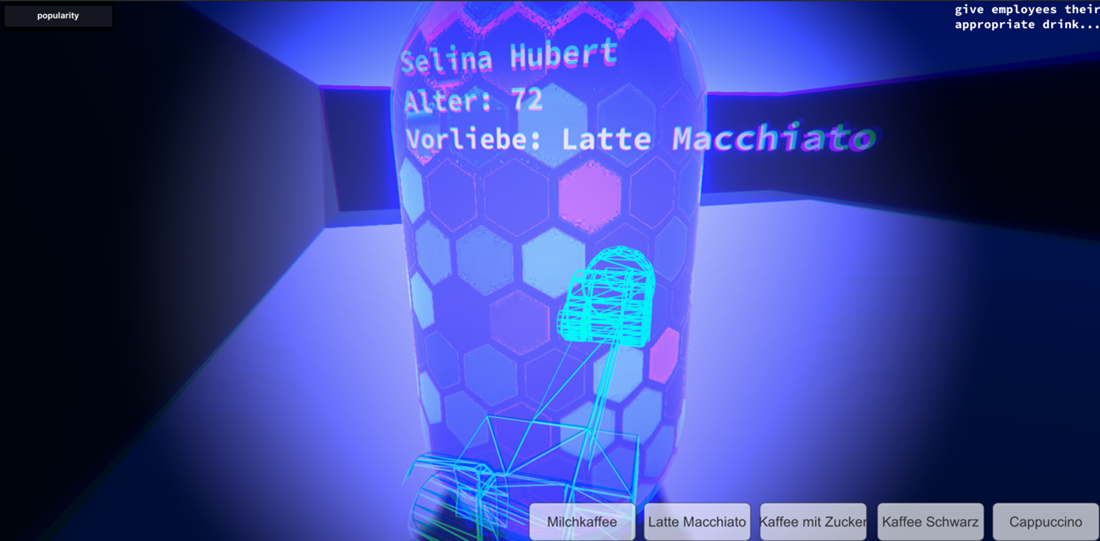 popularity
give employees their
appropriate drink...
Selina Hubert
Alter: 72
Vorliebe: Latte Macchiato
Milchkaffee
Latte Macchiato
Kaffee mit Zucker
Kaffee Schwarz
Cappuccino